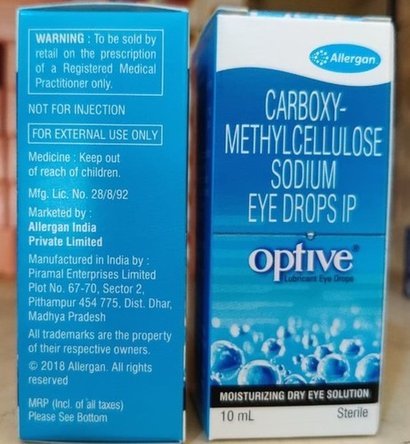 WARNING : To be sold by
retail on the prescription
of a Registered Medical
Practitioner only.
NOT FOR INJECTION
FOR EXTERNAL USE ONLY
Medicine : Keep out
of reach of children.
Mfg. Lic. No. 28/8/92
Marketed by :
Allergan India
Private Limited
Manufactured in India by :
Piramal Enterprises Limited
Plot No. 67-70, Sector 2,
Pithampur 454 775, Dist. Dhar,
Madhya Pradesh
All trademarks are the property
of their respective owners.
© 2018 Allergan. All rights
reserved
MRP (Incl. of all taxes)
Please See Bottom
Allergan
CARBOXY-
METHYLCELLULOSE
SODIUM
EYE DROPS IP
optive®
Lubricant Eye Drops
MOISTURIZING DRY EYE SOLUTION
10 mL Sterile